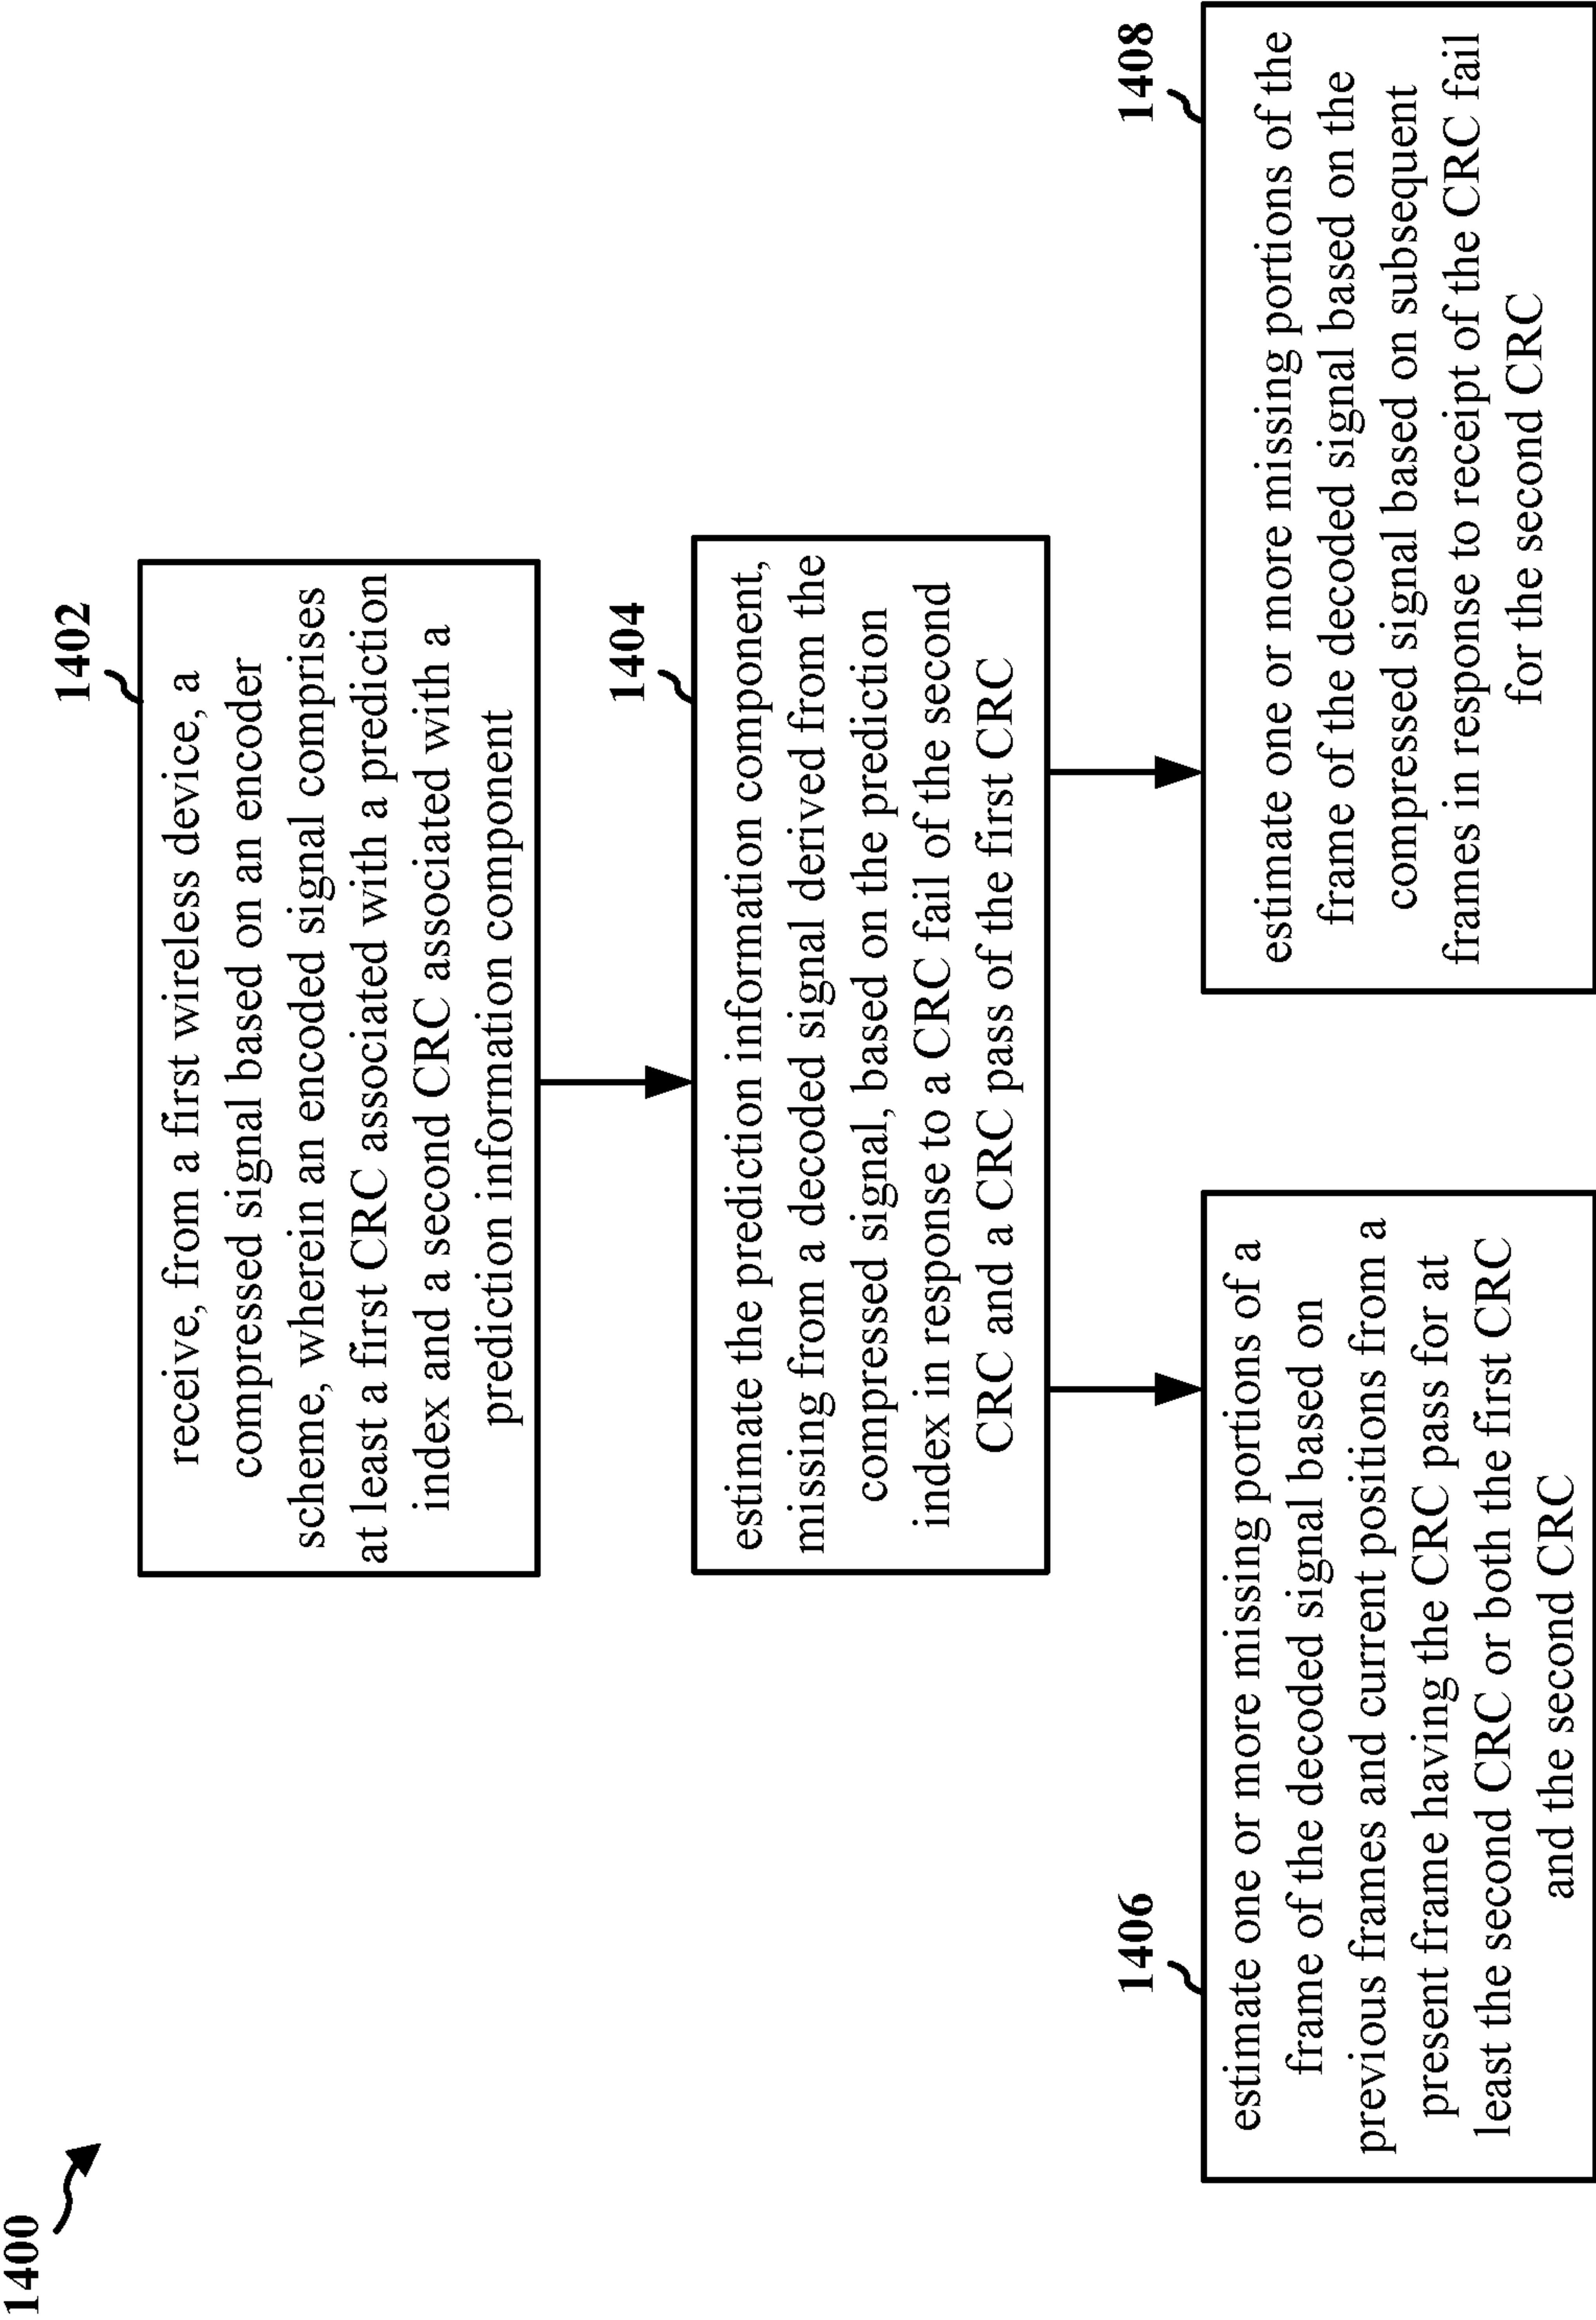 1400
1402
receive, from a first wireless device, a
compressed signal based on an encoder
scheme, wherein an encoded signal comprises
at least a first CRC associated with a prediction
index and a second CRC associated with a
prediction information component
1404
estimate the prediction information component,
missing from a decoded signal derived from the
compressed signal, based on the prediction
index in response to a CRC fail of the second
CRC and a CRC pass of the first CRC
1406
estimate one or more missing portions of a
frame of the decoded signal based on
previous frames and current positions from a
present frame having the CRC pass for at
least the second CRC or both the first CRC
and the second CRC
1408
estimate one or more missing portions of the
frame of the decoded signal based on the
compressed signal based on subsequent
frames in response to receipt of the CRC fail
for the second CRC